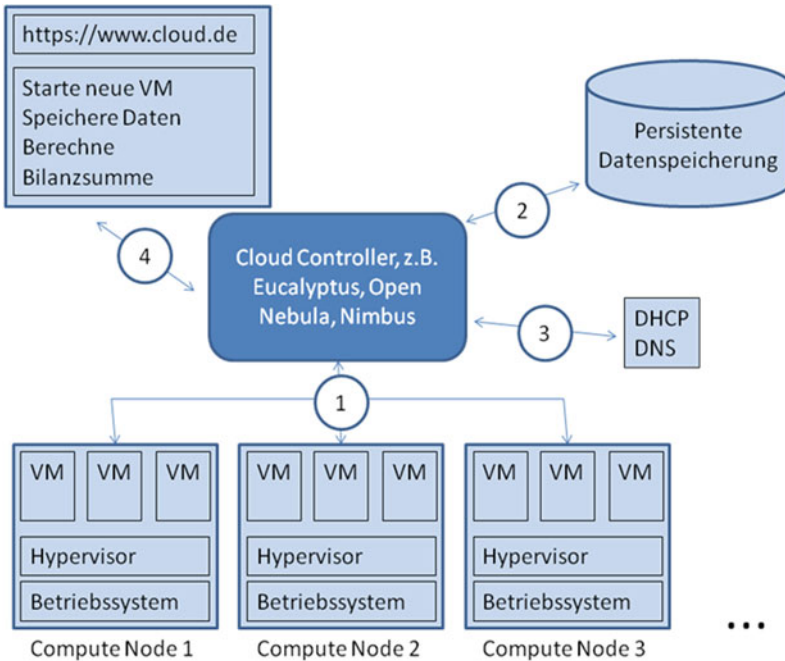 https://www.cloud.de
Starte neue VM
Speichere Daten
Berechne
Bilanzsumme
Persistente
Datenspeicherung
2
4
Cloud Controller, z.B.
Eucalyptus, Open
Nebula, Nimbus
3
DHCP
DNS
1
VM VM VM
Hypervisor
Betriebssystem
Compute Node 1
VM VM VM
Hypervisor
Betriebssystem
Compute Node 2
VM VM VM
Hypervisor
Betriebssystem
Compute Node 3
...